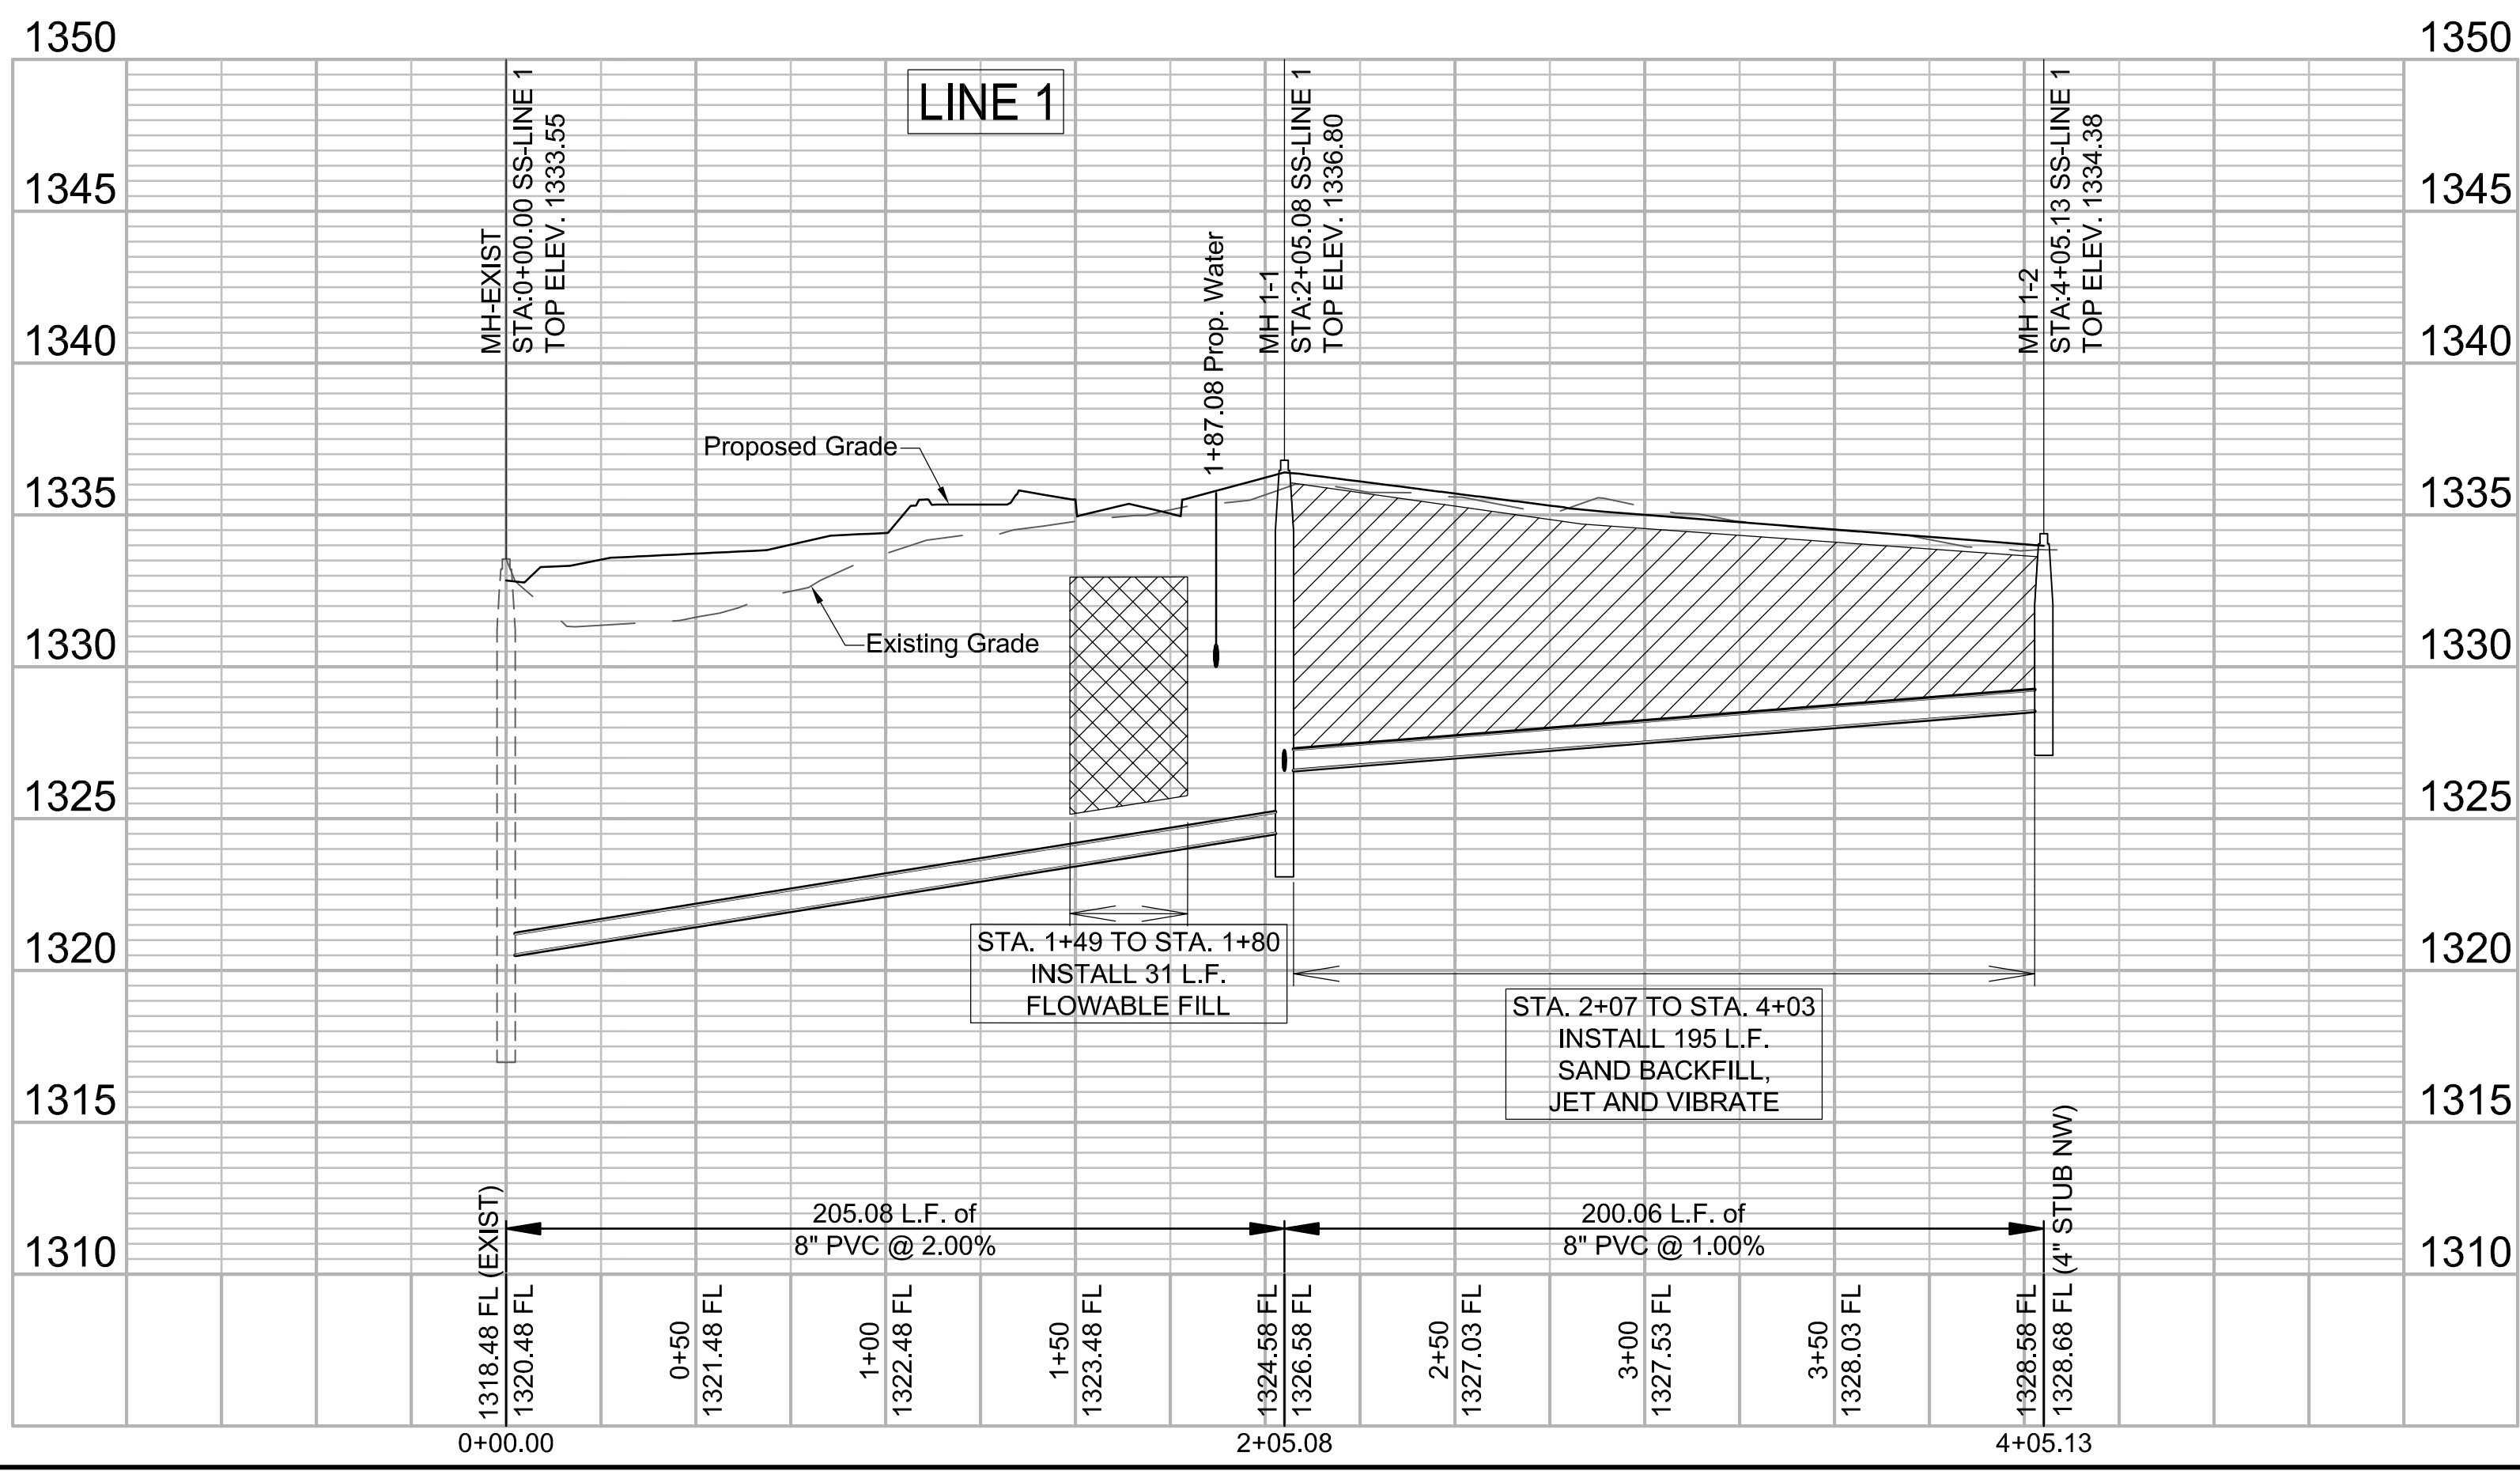 1350
1350
LINE 1
1345
1345
1340
1340
1335
1335
1330
1330
1325
1325
1320
1320
1315
1315
1310
1310
MH-EXIST
STA:0+00.00 SS-LINE 1
TOP ELEV. 1333.55
1+87.08 Prop. Water
MH 1-1
STA:2+05.08 SS-LINE 1
TOP ELEV. 1336.80
MH 1-2
STA:4+05.13 SS-LINE 1
TOP ELEV. 1334.38
Proposed Grade
Existing Grade
STA. 1+49 TO STA. 1+80
INSTALL 31 L.F.
FLOWABLE FILL
STA. 2+07 TO STA. 4+03
INSTALL 195 L.F.
SAND BACKFILL,
JET AND VIBRATE
205.08 L.F. of
8" PVC @ 2.00%
200.06 L.F. of
8" PVC @ 1.00%
1318.48 FL (EXIST)
1320.48 FL
0+50
1321.48 FL
1+00
1322.48 FL
1+50
1323.48 FL
1324.58 FL
1326.58 FL
2+50
1327.03 FL
3+00
1327.53 FL
3+50
1328.03 FL
1328.58 FL
1328.68 FL (4" STUB NW)
0+00.00
2+05.08
4+05.13